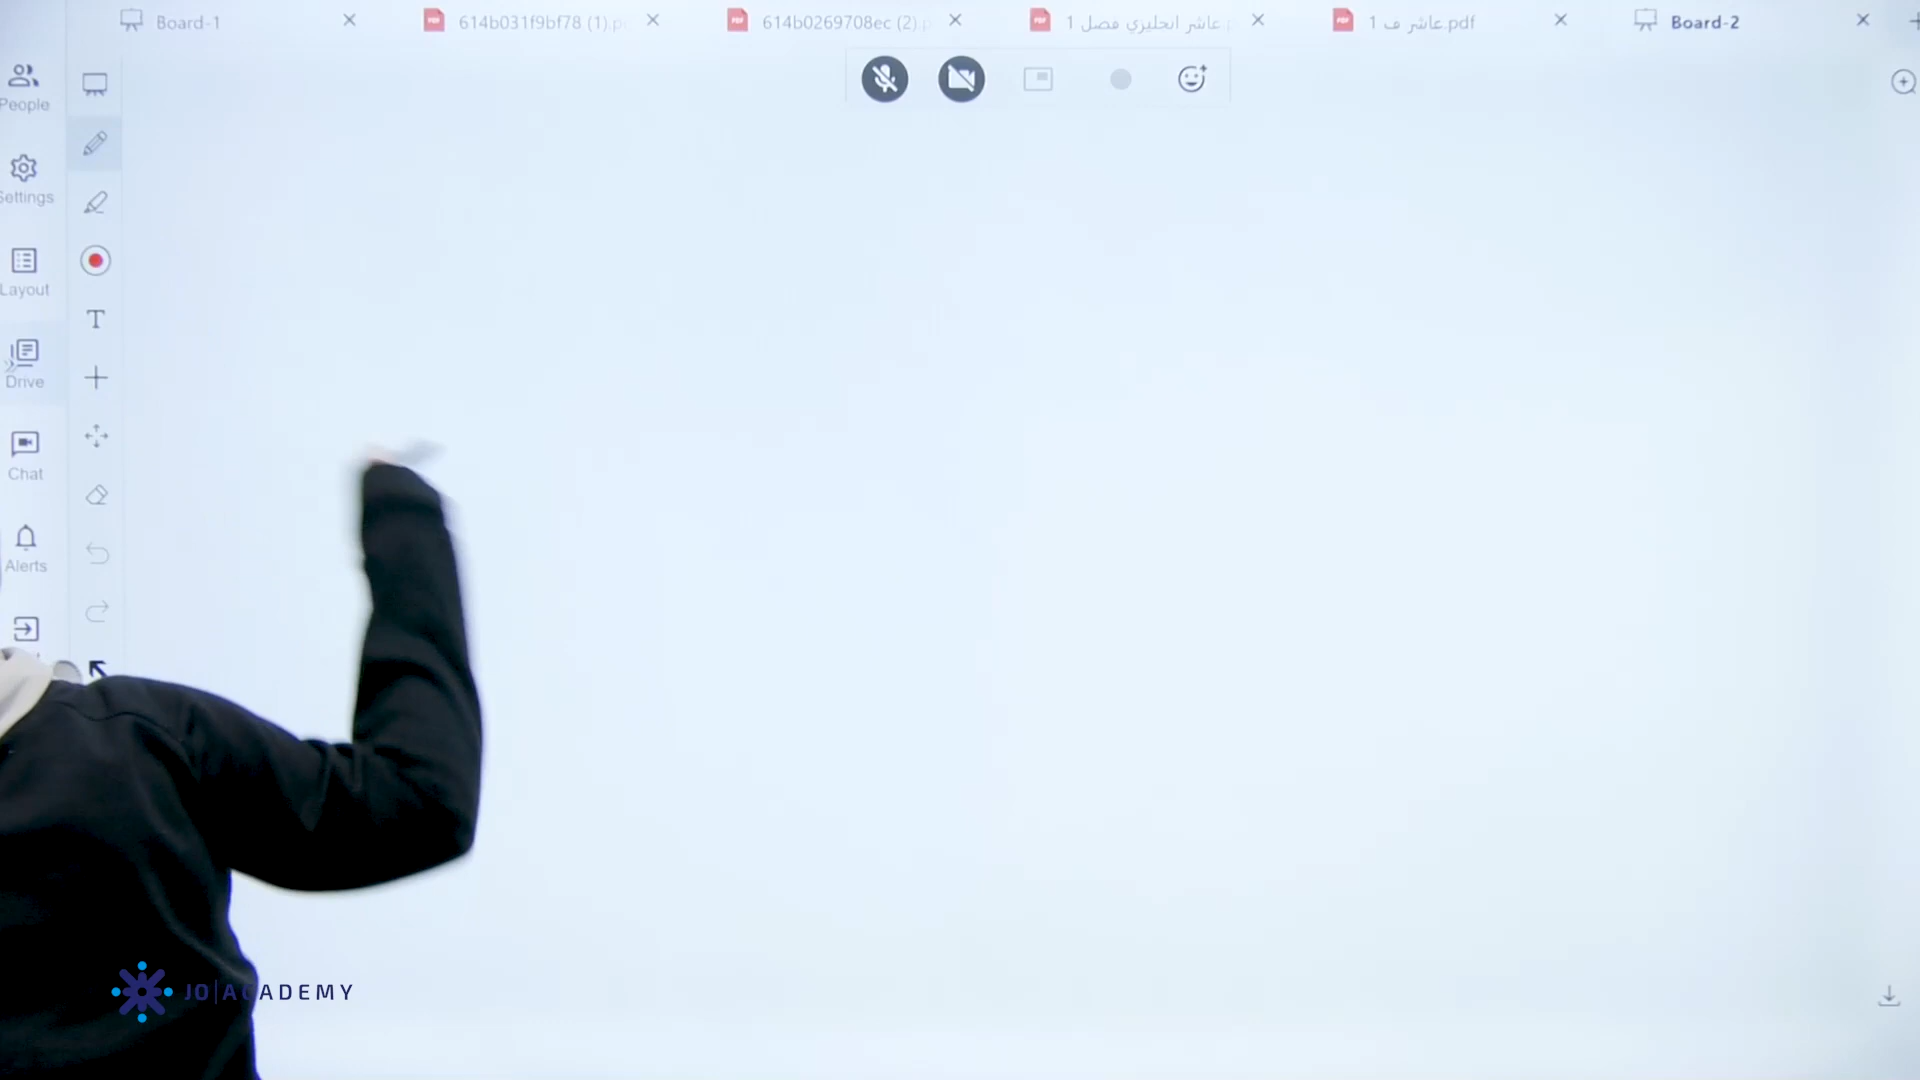 Board-1
614b031f9bf78 (1).p
614b0269708ec (2).p
عاشر انجليزي فصل 1
عاشر ف 1.pdf
Board-2
People
Settings
Layout
Drive
Chat
Alerts
T
JO|ACADEMY